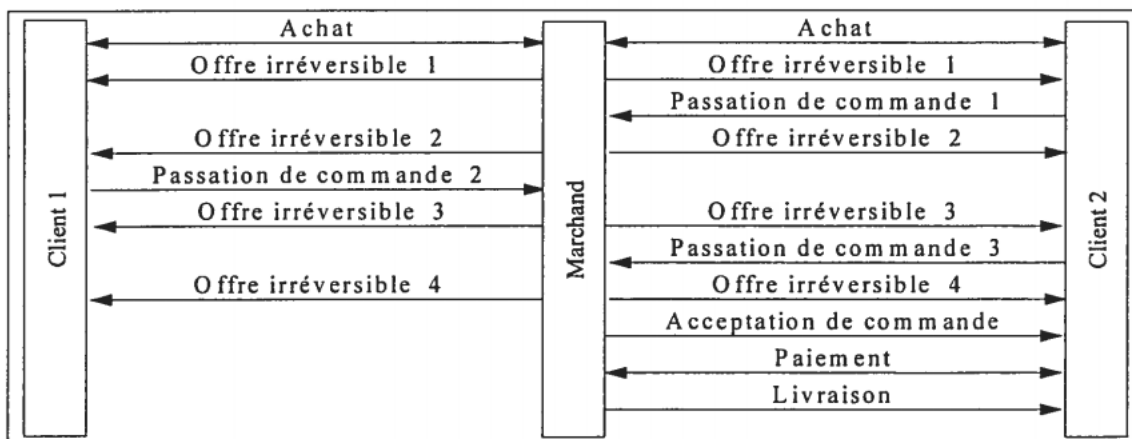 Achat Achat
Offre irréversible 1 Offre irréversible 1
Passation de commande 1
Offre irréversible 2 Offre irréversible 2
Passation de commande 2
Offre irréversible 3 Offre irréversible 3
Passation de commande 3
Offre irréversible 4 Offre irréversible 4
Acceptation de commande
Paiement
Livraison
Client 1
Marchand
Client 2